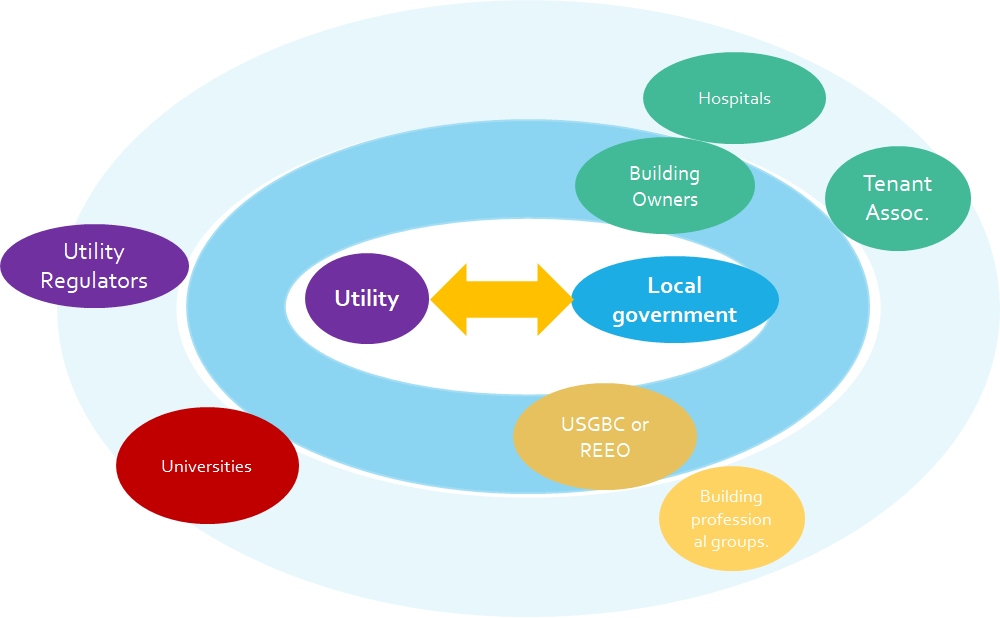 Hospitals
Building
Owners
Tenant
Assoc.
Utility
Regulators
Utility
Local
government
USGBC or
REEO
Universities
Building
profession
al groups.